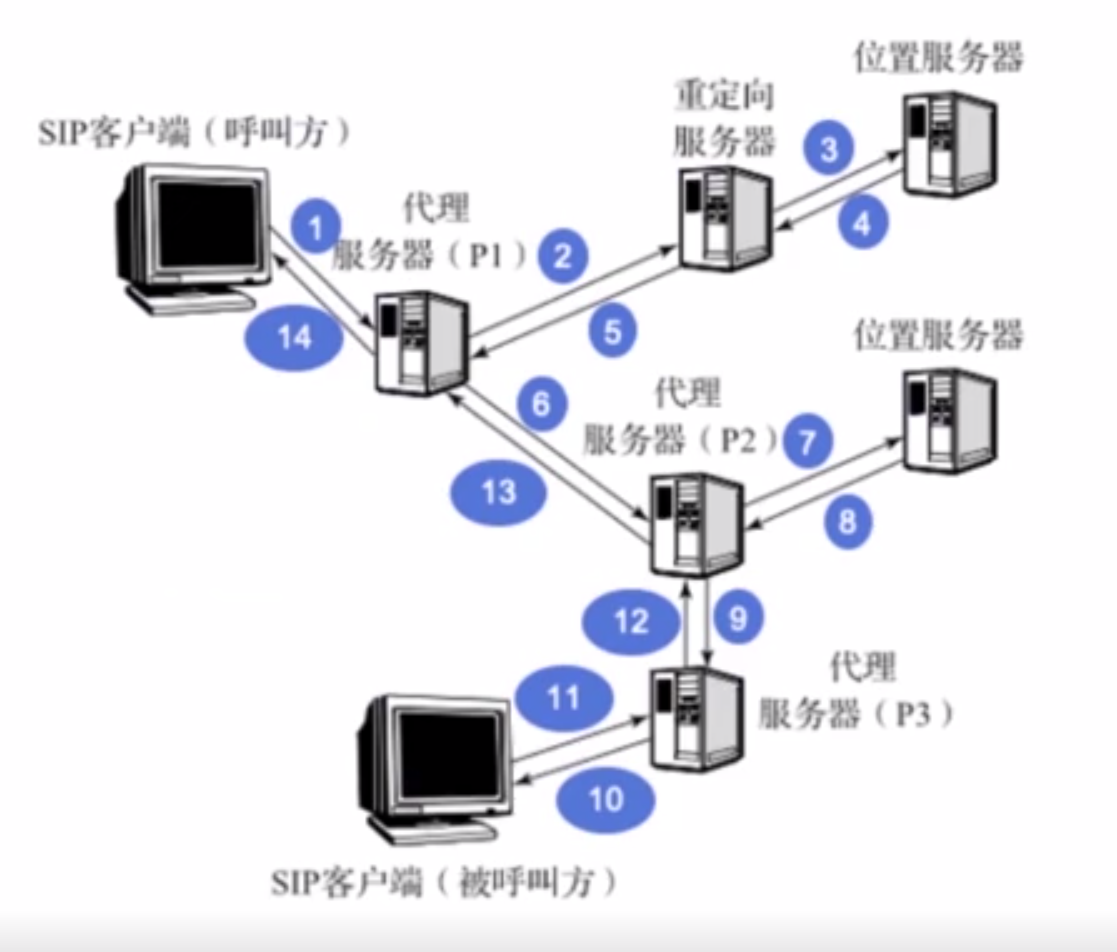 位置服务器
重定向
服务器
3
SIP客户端（呼叫方）
4
代理
服务器（P1）
1
2
14
5
位置服务器
6
代理
服务器（P2）
7
13
8
12
9
11
代理
服务器（P3）
10
SIP客户端（被呼叫方）